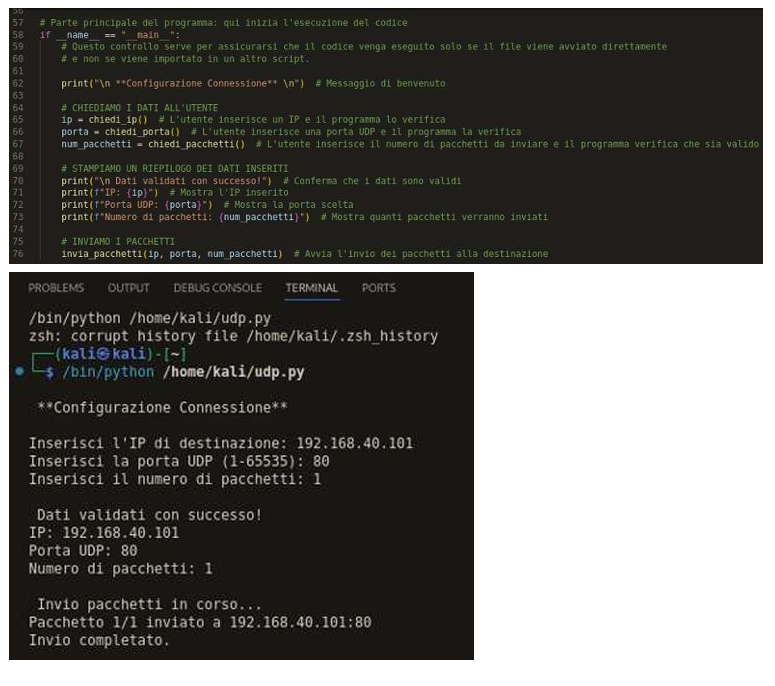 56
57 # Parte principale del programma: qui inizia l'esecuzione del codice
58 if __name__ == "__main__":
59 # Questo controllo serve per assicurarsi che il codice venga eseguito solo se il file viene avviato direttamente
60 # e non se viene importato in un altro script.
61
62 print("\n **Configurazione Connessione** \n")  # Messaggio di benvenuto
63
64 # CHIEDIAMO I DATI ALL'UTENTE
65 ip = chiedi_ip()  # L'utente inserisce un IP e il programma lo verifica
66 porta = chiedi_porta()  # L'utente inserisce una porta UDP e il programma la verifica
67 num_pacchetti = chiedi_pacchetti()  # L'utente inserisce il numero di pacchetti da inviare e il programma verifica che sia valido
68
69 # STAMPIAMO UN RIEPILOGO DEI DATI INSERITI
70 print("\n Dati validati con successo!")  # Conferma che i dati sono validi
71 print(f"IP: {ip}")  # Mostra l'IP inserito
72 print(f"Porta UDP: {porta}")  # Mostra la porta scelta
73 print(f"Numero di pacchetti: {num_pacchetti}")  # Mostra quanti pacchetti verranno inviati
74
75 # INVIAMO I PACCHETTI
76 invia_pacchetti(ip, porta, num_pacchetti)  # Avvia l'invio dei pacchetti alla destinazione
PROBLEMS OUTPUT DEBUG CONSOLE TERMINAL PORTS
/bin/python /home/kali/udp.py
zsh: corrupt history file /home/kali/.zsh_history
┌──(kali㉿kali)-[~]
└─$ /bin/python /home/kali/udp.py
**Configurazione Connessione**
Inserisci l'IP di destinazione: 192.168.40.101
Inserisci la porta UDP (1-65535): 80
Inserisci il numero di pacchetti: 1
Dati validati con successo!
IP: 192.168.40.101
Porta UDP: 80
Numero di pacchetti: 1
Invio pacchetti in corso...
Pacchetto 1/1 inviato a 192.168.40.101:80
Invio completato.